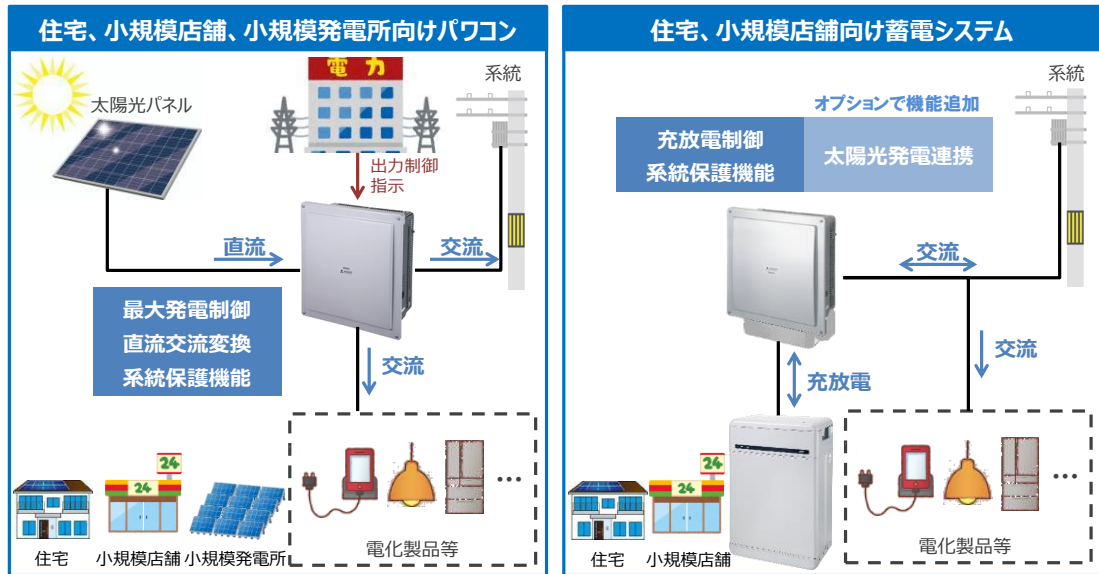 住宅、小規模店舗、小規模発電所向けパワコン
電力
系統
太陽光パネル
出力制御
指示
直流
交流
最大発電制御
直流交流変換
系統保護機能
交流
24
24
…
住宅
小規模店舗
小規模発電所
電化製品等
住宅、小規模店舗向け蓄電システム
系統
オプションで機能追加
充放電制御
系統保護機能
太陽光発電連携
交流
交流
充放電
24
24
…
住宅
小規模店舗
電化製品等